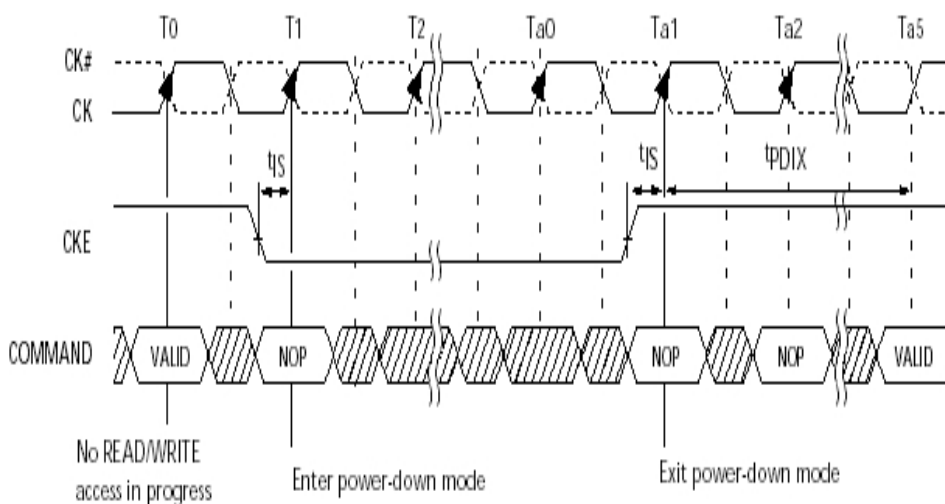 T0 T1 T2 Ta0 Ta1 Ta2 Ta5
CK#
CK
tIS tIS tPDIX
CKE
COMMAND VALID NOP NOP NOP VALID
No READ/WRITE
access in progress
Enter power-down mode
Exit power-down mode